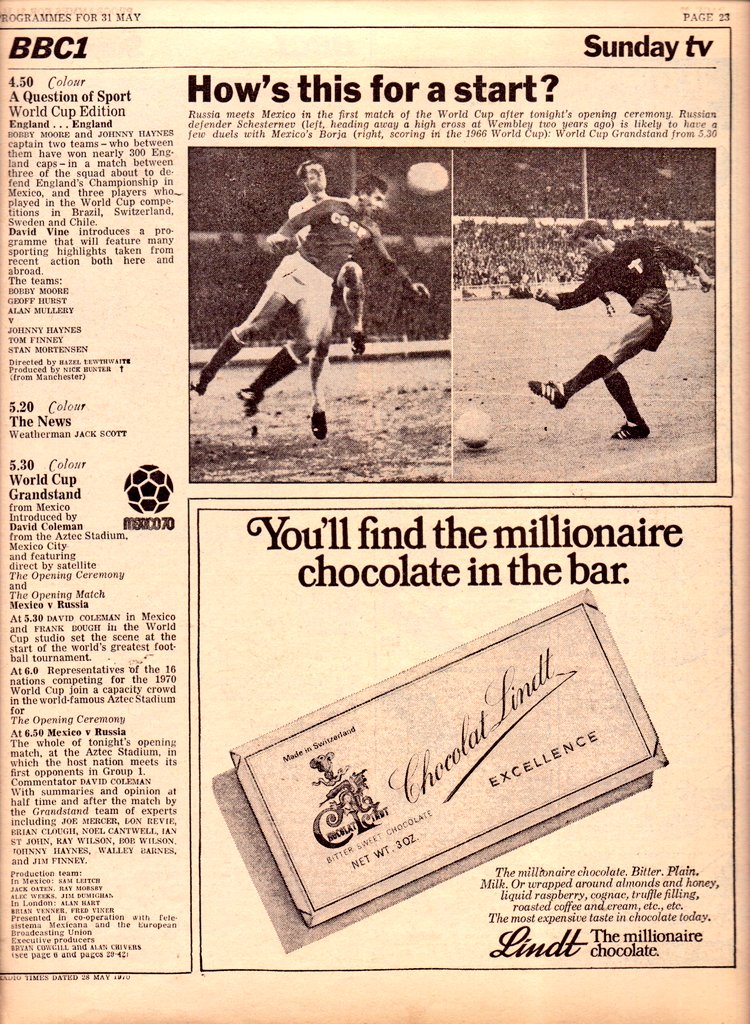 PROGRAMMES FOR 31 MAY
PAGE 23
BBC1
Sunday tv
4.50 Colour
A Question of Sport
World Cup Edition
England . . . England
BOBBY MOORE and JOHNNY HAYNES
captain two teams – who between
them have won nearly 300 Eng-
land caps – in a match between
three of the squad about to de-
fend England's Championship in
Mexico, and three players who
played in the World Cup compe-
titions in Brazil, Switzerland,
Sweden and Chile.
David Vine introduces a pro-
gramme that will feature many
sporting highlights taken from
recent action both here and
abroad.
The teams:
BOBBY MOORE
GEOFF HURST
ALAN MULLERY
v
JOHNNY HAYNES
TOM FINNEY
STAN MORTENSEN
Directed by HAZEL LEWTHWAITE
Produced by NICK HUNTER †
(from Manchester)
5.20 Colour
The News
Weatherman JACK SCOTT
5.30 Colour
World Cup
Grandstand
from Mexico
Introduced by
David Coleman
from the Aztec Stadium,
Mexico City
and featuring
direct by satellite
The Opening Ceremony
and
The Opening Match
Mexico v Russia
MEXICO 70
At 5.30 DAVID COLEMAN in Mexico
and FRANK BOUGH in the World
Cup studio set the scene at the
start of the world's greatest foot-
ball tournament.
At 6.0 Representatives of the 16
nations competing for the 1970
World Cup join a capacity crowd
in the world-famous Aztec Stadium
for
The Opening Ceremony
At 6.50 Mexico v Russia
The whole of tonight's opening
match, at the Aztec Stadium, in
which the host nation meets its
first opponents in Group 1.
Commentator DAVID COLEMAN
With summaries and opinion at
half time and after the match by
the Grandstand team of experts
including JOE MERCER, DON REVIE,
BRIAN CLOUGH, NOEL CANTWELL, IAN
ST JOHN, RAY WILSON, BOB WILSON,
JOHNNY HAYNES, WALLEY BARNES,
and JIM FINNEY.
Production team:
In Mexico: SAM LEITCH
JACK OATEN, RAY MORSBY
ALEC WEEKS, JIM DUMIGHAN
In London: ALAN HART
BRIAN VENNER, FRED VINER
Presented in co-operation with Tele-
sistema Mexicana and the European
Broadcasting Union
Executive producers
BRYAN COWGILL and ALAN CHIVERS
(see page 6 and pages 29-42)
RADIO TIMES DATED 28 MAY 1970
How's this for a start?
Russia meets Mexico in the first match of the World Cup after tonight's opening ceremony. Russian
defender Schesternev (left, heading away a high cross at Wembley two years ago) is likely to have a
few duels with Mexico's Borja (right, scoring in the 1966 World Cup): World Cup Grandstand from 5.30
CCCP
You'll find the millionaire
chocolate in the bar.
Made in Switzerland
CHOCOLAT LINDT
Chocolat Lindt
EXCELLENCE
BITTER SWEET CHOCOLATE
NET WT. 3 OZ.
The millionaire chocolate. Bitter. Plain.
Milk. Or wrapped around almonds and honey,
liquid raspberry, cognac, truffle filling,
roasted coffee and cream, etc., etc.
The most expensive taste in chocolate today.
Lindt The millionaire
chocolate.